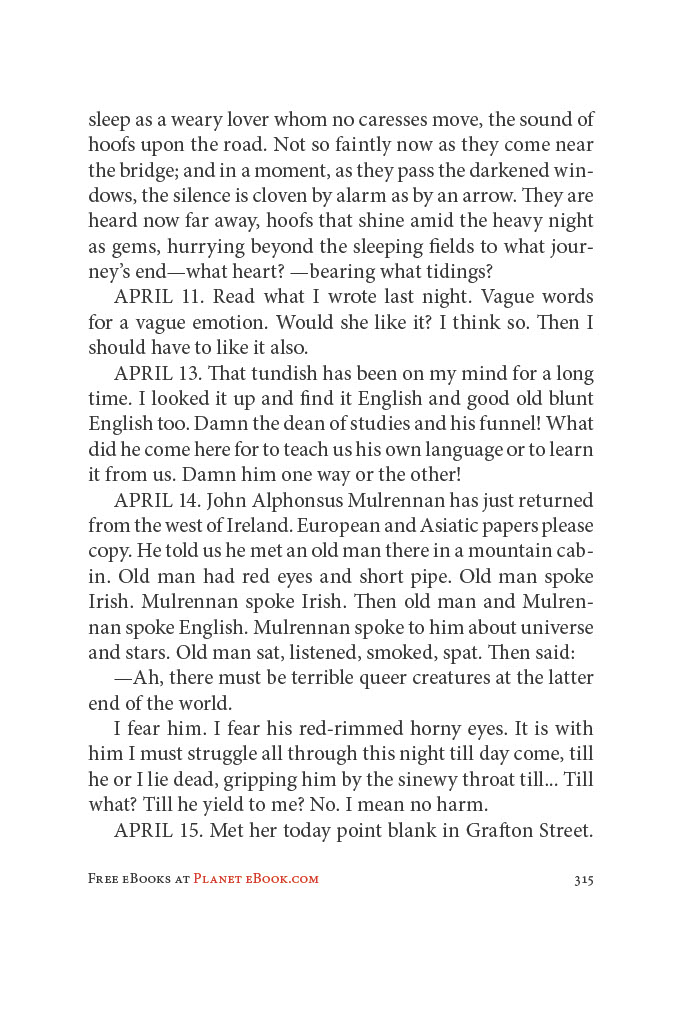 sleep as a weary lover whom no caresses move, the sound of
hoofs upon the road. Not so faintly now as they come near
the bridge; and in a moment, as they pass the darkened win-
dows, the silence is cloven by alarm as by an arrow. They are
heard now far away, hoofs that shine amid the heavy night
as gems, hurrying beyond the sleeping fields to what jour-
ney’s end—what heart? —bearing what tidings?
APRIL 11. Read what I wrote last night. Vague words
for a vague emotion. Would she like it? I think so. Then I
should have to like it also.
APRIL 13. That tundish has been on my mind for a long
time. I looked it up and find it English and good old blunt
English too. Damn the dean of studies and his funnel! What
did he come here for to teach us his own language or to learn
it from us. Damn him one way or the other!
APRIL 14. John Alphonsus Mulrennan has just returned
from the west of Ireland. European and Asiatic papers please
copy. He told us he met an old man there in a mountain cab-
in. Old man had red eyes and short pipe. Old man spoke
Irish. Mulrennan spoke Irish. Then old man and Mulren-
nan spoke English. Mulrennan spoke to him about universe
and stars. Old man sat, listened, smoked, spat. Then said:
—Ah, there must be terrible queer creatures at the latter
end of the world.
I fear him. I fear his red-rimmed horny eyes. It is with
him I must struggle all through this night till day come, till
he or I lie dead, gripping him by the sinewy throat till... Till
what? Till he yield to me? No. I mean no harm.
APRIL 15. Met her today point blank in Grafton Street.
Free eBooks at Planet eBook.com 315